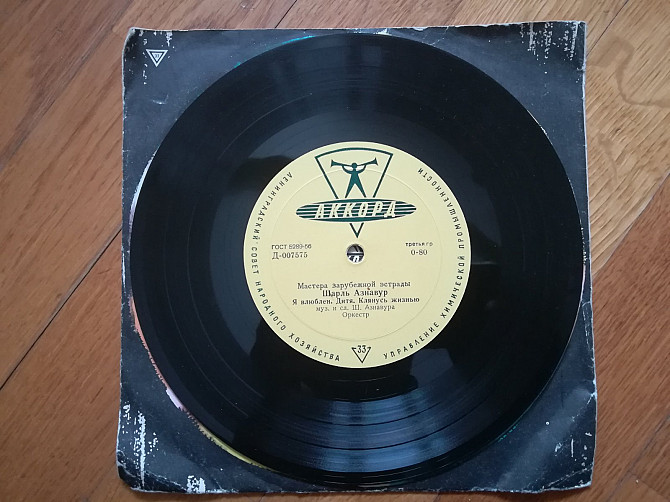 АККОРД
ЛЕНИНГРАДСКИЙ СОВЕТ НАРОДНОГО ХОЗЯЙСТВА
УПРАВЛЕНИЕ ХИМИЧЕСКОЙ ПРОМЫШЛЕННОСТИ
ГОСТ 5289-56
Д-007575
третья гр
0-80
Мастера зарубежной эстрады
Шарль Азнавур
Я влюблен. Дитя. Клянусь жизнью
муз. и сл. Ш. Азнавура
Оркестр
33